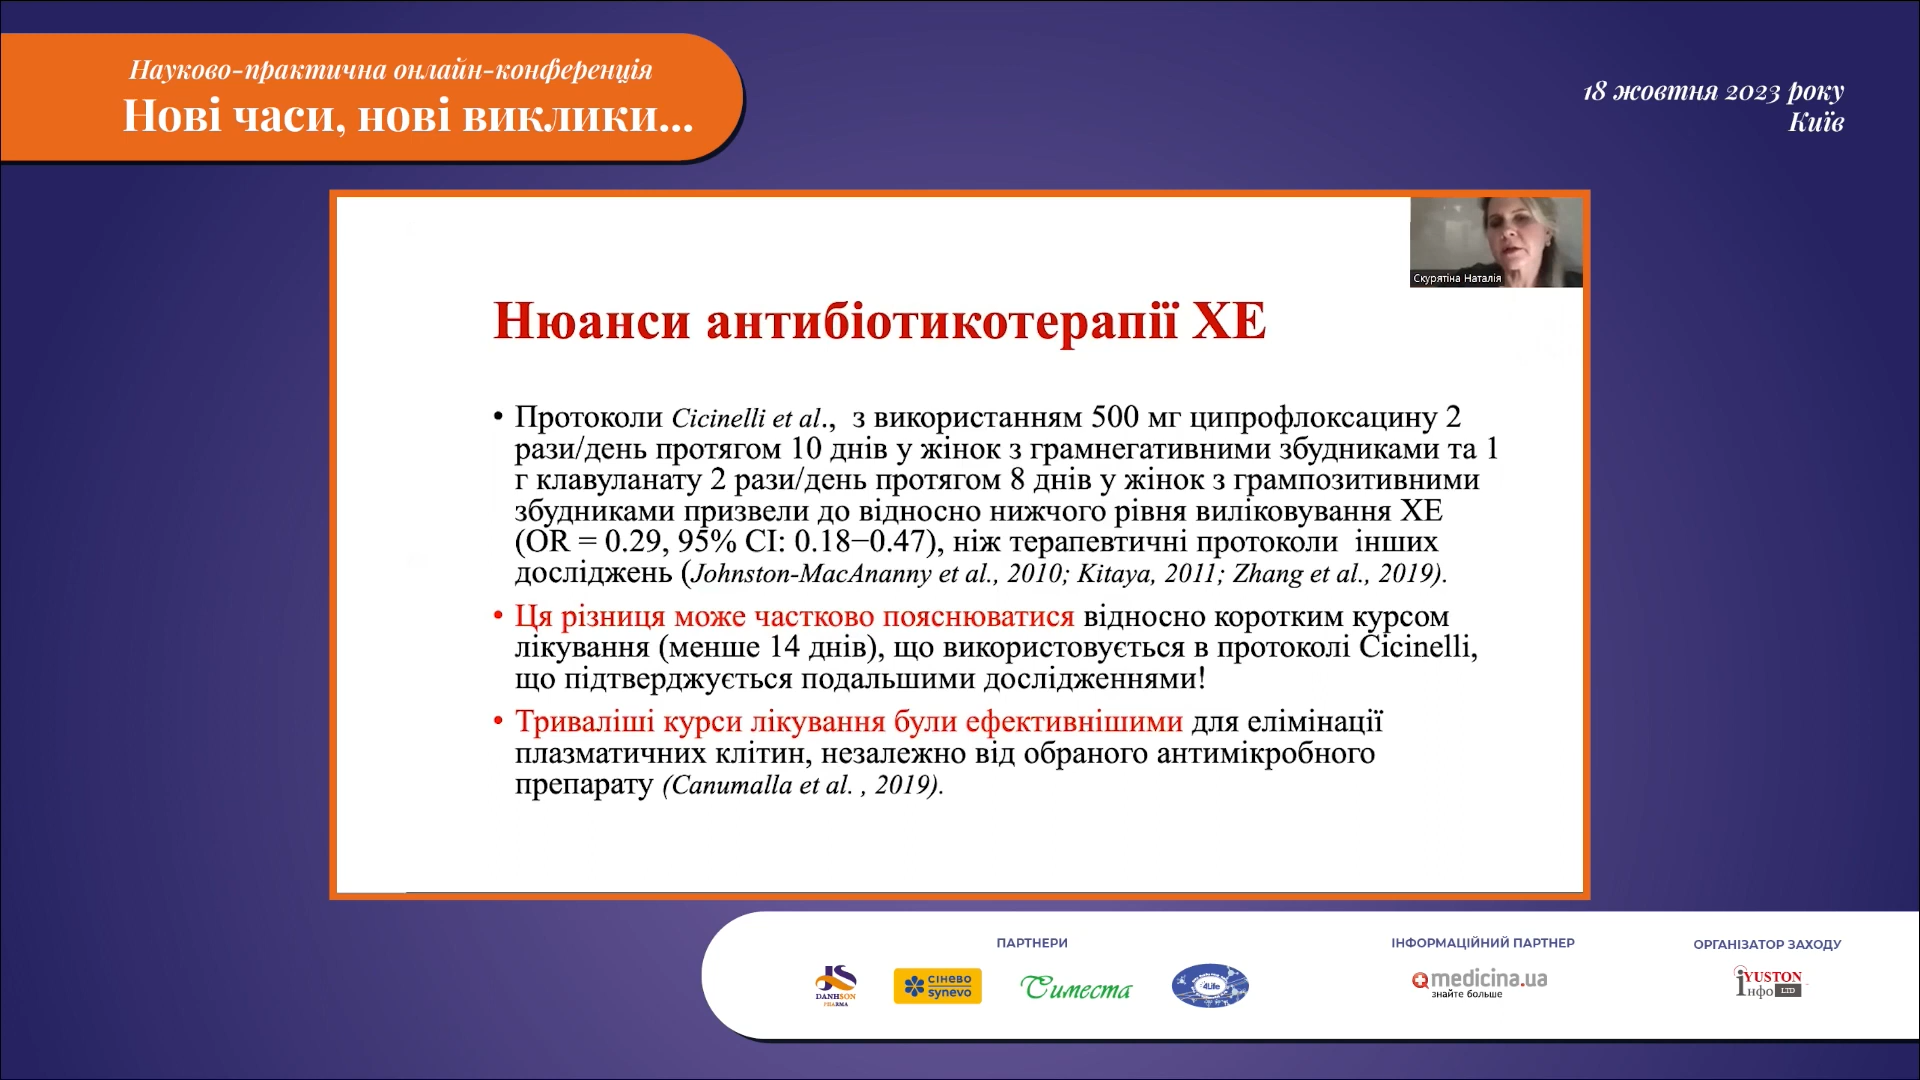 Науково-практична онлайн-конференція
Нові часи, нові виклики...
18 жовтня 2023 року
Київ
Скурятіна Наталія
Нюанси антибіотикотерапії ХЕ
• Протоколи Cicinelli et al., з використанням 500 мг ципрофлоксацину 2
рази/день протягом 10 днів у жінок з грамнегативними збудниками та 1
г клавуланату 2 рази/день протягом 8 днів у жінок з грампозитивними
збудниками призвели до відносно нижчого рівня виліковування ХЕ
(OR = 0.29, 95% CI: 0.18−0.47), ніж терапевтичні протоколи інших
досліджень (Johnston-MacAnanny et al., 2010; Kitaya, 2011; Zhang et al., 2019).
• Ця різниця може частково пояснюватися відносно коротким курсом
лікування (менше 14 днів), що використовується в протоколі Cicinelli,
що підтверджується подальшими дослідженнями!
• Триваліші курси лікування були ефективнішими для елімінації
плазматичних клітин, незалежно від обраного антимікробного
препарату (Canumalla et al. , 2019).
ПАРТНЕРИ
ІНФОРМАЦІЙНИЙ ПАРТНЕР
ОРГАНІЗАТОР ЗАХОДУ
DANHSON
PHARMA
СІНЕВО
synevo
Симеста
4Life
medicina.ua
знайте больше
YUSTON
інфо LTD